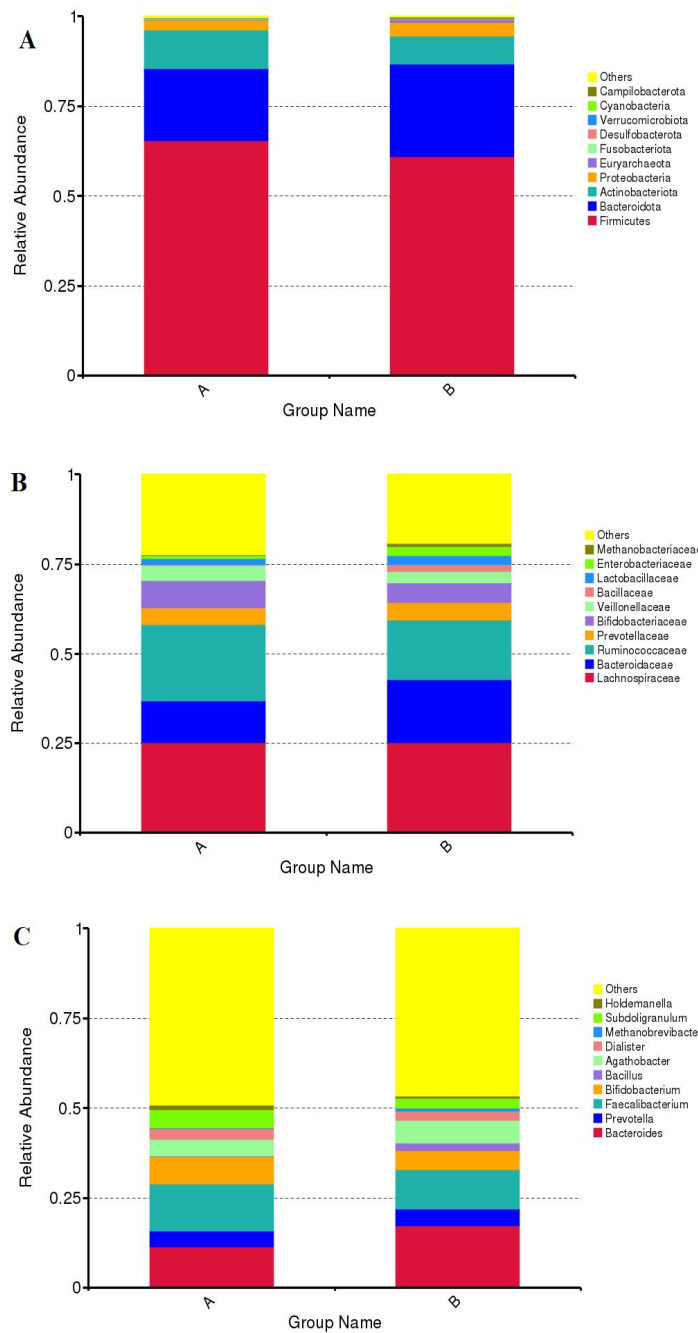 A
1
0.75
0.5
0.25
0
Relative Abundance
A
B
Group Name
Others
Campilobacterota
Cyanobacteria
Verrucomicrobiota
Desulfobacterota
Fusobacteriota
Euryarchaeota
Proteobacteria
Actinobacteriota
Bacteroidota
Firmicutes
B
1
0.75
0.5
0.25
0
Relative Abundance
A
B
Group Name
Others
Methanobacteriaceae
Enterobacteriaceae
Lactobacillaceae
Bacillaceae
Veillonellaceae
Bifidobacteriaceae
Prevotellaceae
Ruminococcaceae
Bacteroidaceae
Lachnospiraceae
C
1
0.75
0.5
0.25
0
Relative Abundance
A
B
Group Name
Others
Holdemanella
Subdoligranulum
Methanobrevibacte
Dialister
Agathobacter
Bacillus
Bifidobacterium
Faecalibacterium
Prevotella
Bacteroides